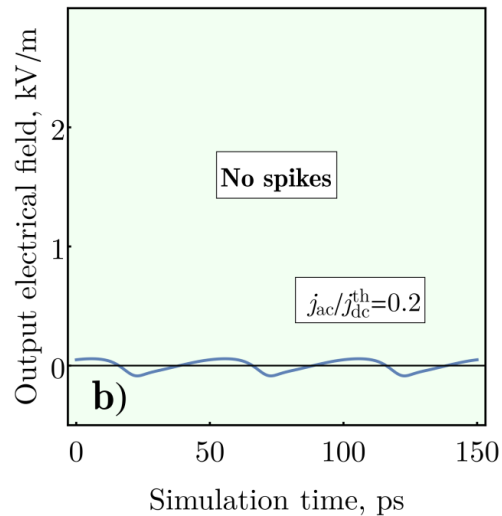 Output electrical field, kV/m
2
1
0
No spikes
j_ac/j_dc^th=0.2
b)
0 50 100 150
Simulation time, ps